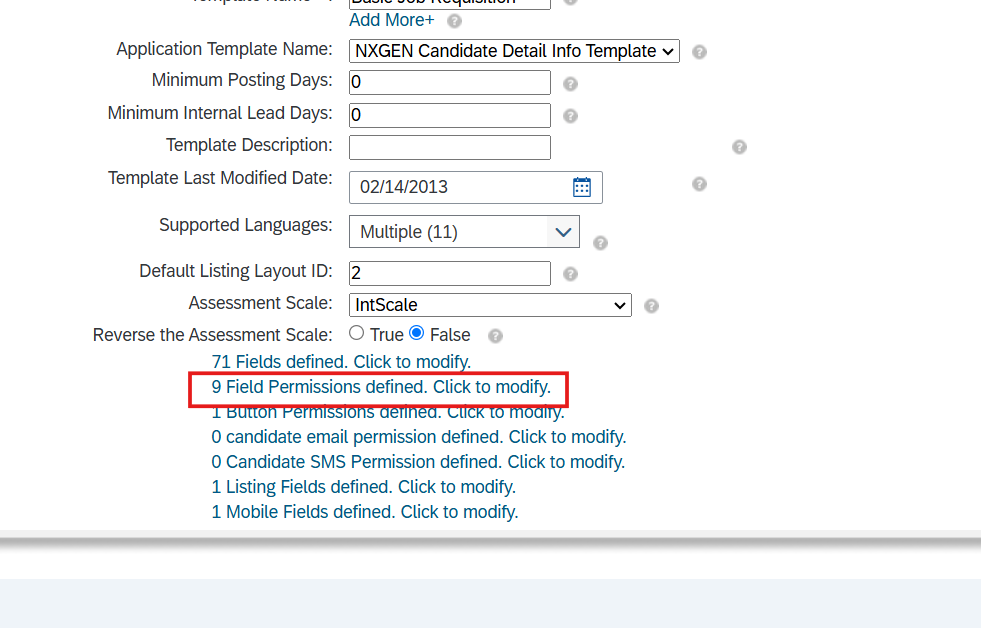 Add More+
Application Template Name: NXGEN Candidate Detail Info Template
Minimum Posting Days: 0
Minimum Internal Lead Days: 0
Template Description:
Template Last Modified Date: 02/14/2013
Supported Languages: Multiple (11)
Default Listing Layout ID: 2
Assessment Scale: IntScale
Reverse the Assessment Scale: True False
71 Fields defined. Click to modify.
9 Field Permissions defined. Click to modify.
1 Button Permissions defined. Click to modify.
0 candidate email permission defined. Click to modify.
0 Candidate SMS Permission defined. Click to modify.
1 Listing Fields defined. Click to modify.
1 Mobile Fields defined. Click to modify.